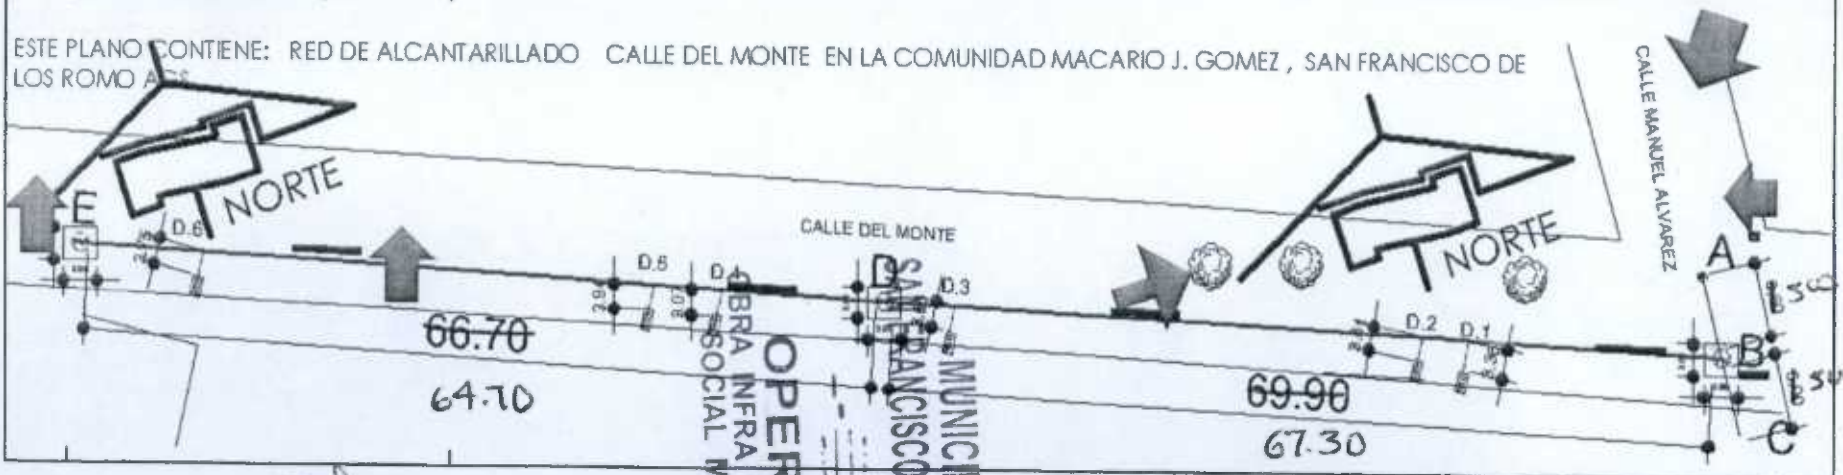 ESTE PLANO CONTIENE: RED DE ALCANTARILLADO CALLE DEL MONTE EN LA COMUNIDAD MACARIO J. GOMEZ , SAN FRANCISCO DE
LOS ROMO AGS
CALLE MANUEL ALVAREZ
NORTE
NORTE
CALLE DEL MONTE
E
D.6
D.5
D.4
D
D.3
D.2
D.1
A
B
C
66.70
64.70
69.90
67.30
OBRA INFRA
SOCIAL M
OPER
SAN FRANCISCO
MUNICI